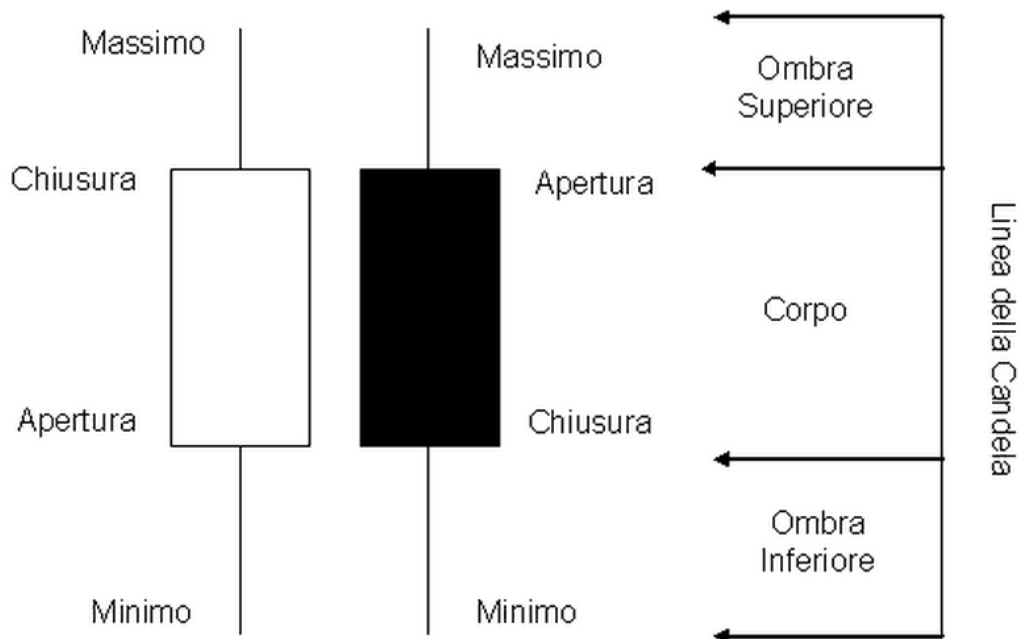 Massimo
Massimo
Ombra
Superiore
Chiusura
Apertura
Corpo
Linea della Candela
Apertura
Chiusura
Ombra
Inferiore
Minimo
Minimo